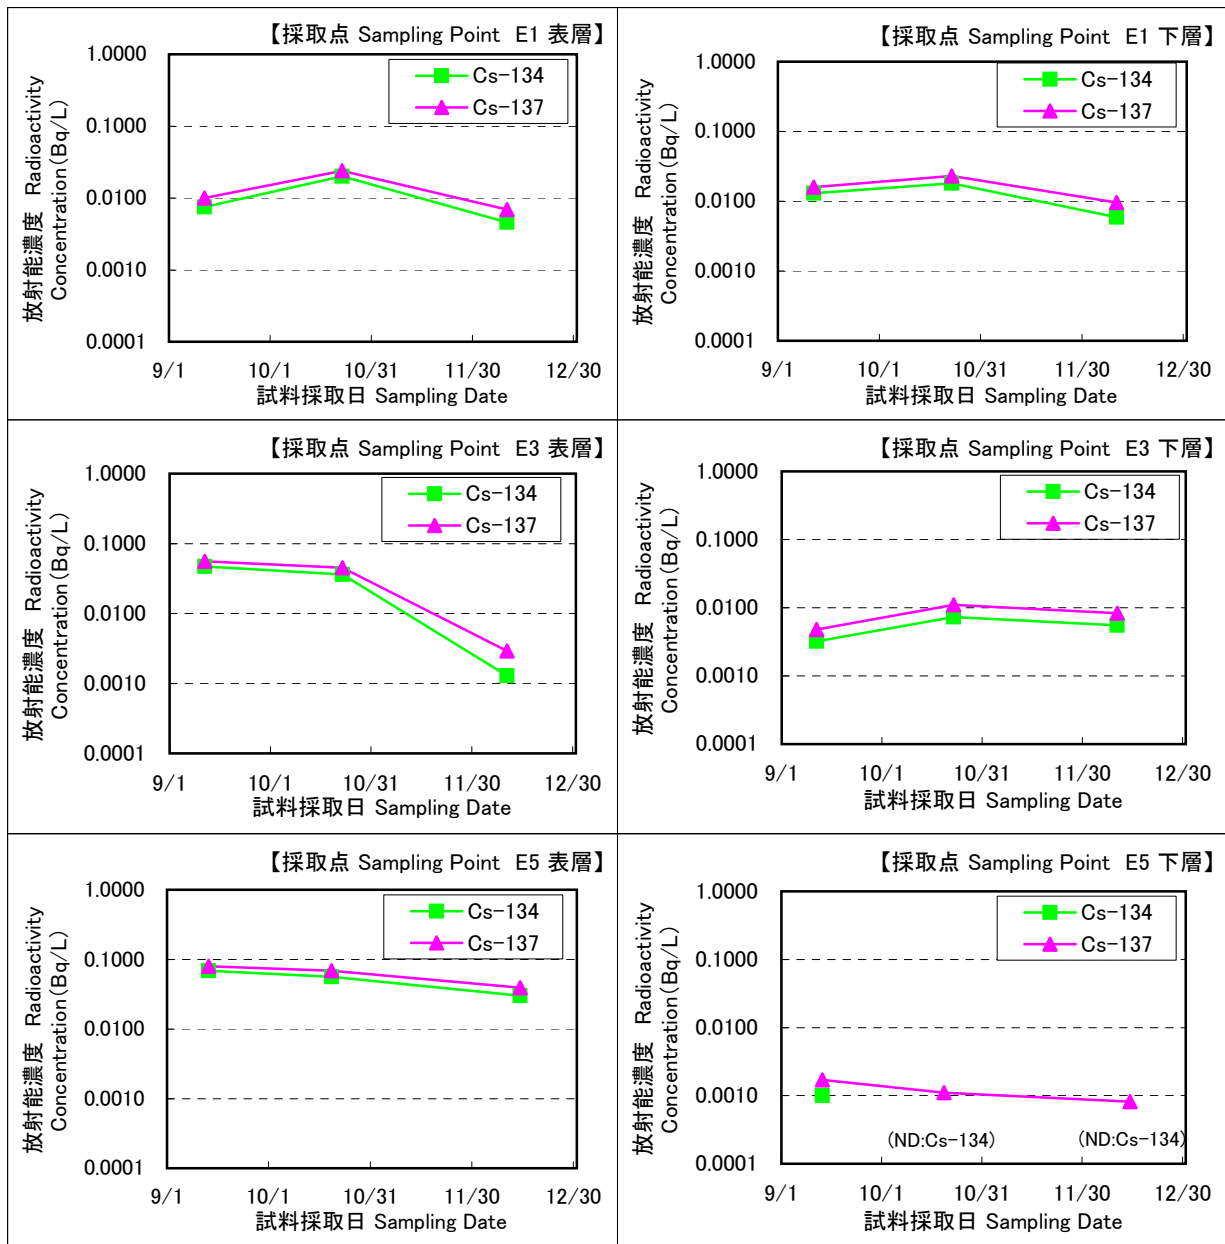 【採取点 Sampling Point E1 表層】
放射能濃度 Radioactivity
Concentration(Bq/L)
1.0000
0.1000
0.0100
0.0010
0.0001
Cs-134
Cs-137
9/1 10/1 10/31 11/30 12/30
試料採取日 Sampling Date
【採取点 Sampling Point E1 下層】
放射能濃度 Radioactivity
Concentration(Bq/L)
1.0000
0.1000
0.0100
0.0010
0.0001
Cs-134
Cs-137
9/1 10/1 10/31 11/30 12/30
試料採取日 Sampling Date
【採取点 Sampling Point E3 表層】
放射能濃度 Radioactivity
Concentration(Bq/L)
1.0000
0.1000
0.0100
0.0010
0.0001
Cs-134
Cs-137
9/1 10/1 10/31 11/30 12/30
試料採取日 Sampling Date
【採取点 Sampling Point E3 下層】
放射能濃度 Radioactivity
Concentration(Bq/L)
1.0000
0.1000
0.0100
0.0010
0.0001
Cs-134
Cs-137
9/1 10/1 10/31 11/30 12/30
試料採取日 Sampling Date
【採取点 Sampling Point E5 表層】
放射能濃度 Radioactivity
Concentration(Bq/L)
1.0000
0.1000
0.0100
0.0010
0.0001
Cs-134
Cs-137
9/1 10/1 10/31 11/30 12/30
試料採取日 Sampling Date
【採取点 Sampling Point E5 下層】
放射能濃度 Radioactivity
Concentration(Bq/L)
1.0000
0.1000
0.0100
0.0010
0.0001
Cs-134
Cs-137
(ND:Cs-134) (ND:Cs-134)
9/1 10/1 10/31 11/30 12/30
試料採取日 Sampling Date